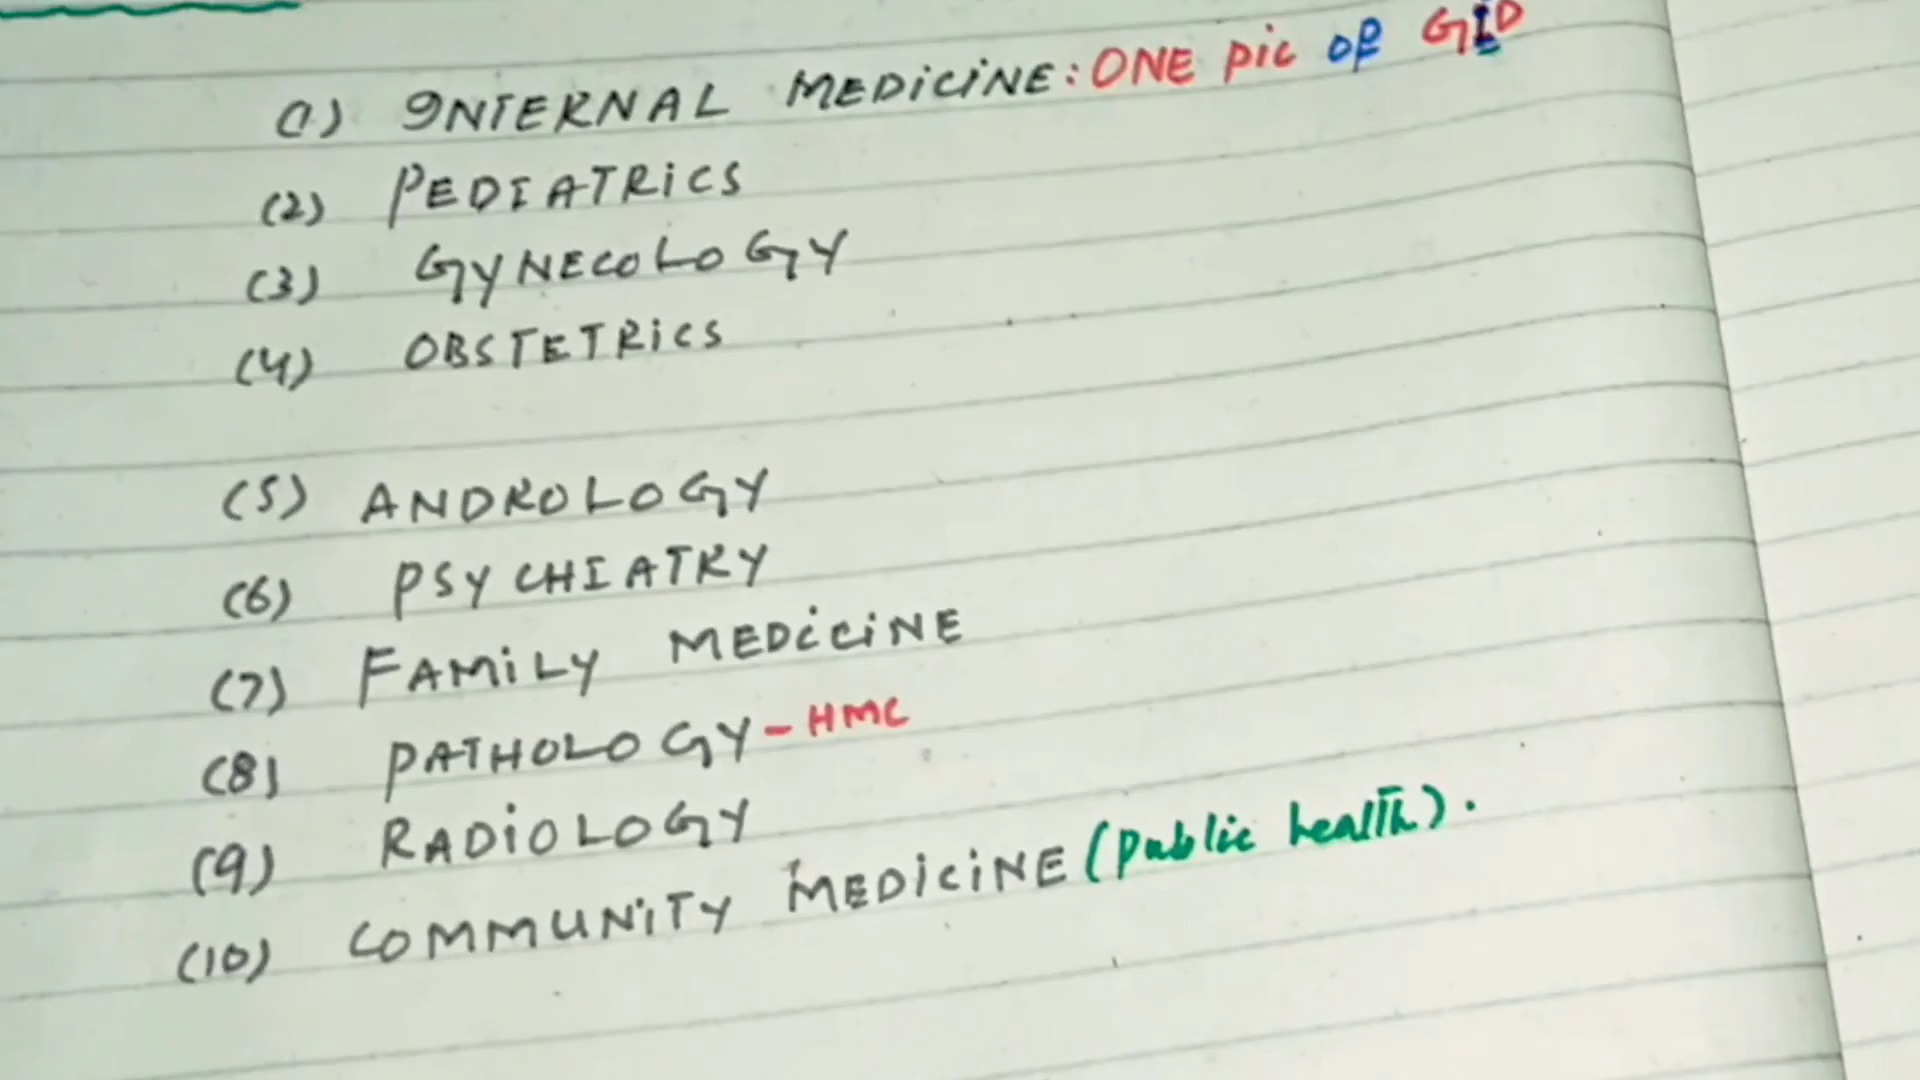 (1) INTERNAL MEDICINE: ONE pic OF GID
(2) PEDIATRICS
(3) GYNECOLOGY
(4) OBSTETRICS
(5) ANDROLOGY
(6) PSYCHIATRY
(7) FAMILY MEDICINE
(8) PATHOLOGY - HMC
(9) RADIOLOGY
(10) COMMUNITY MEDICINE (Public health).